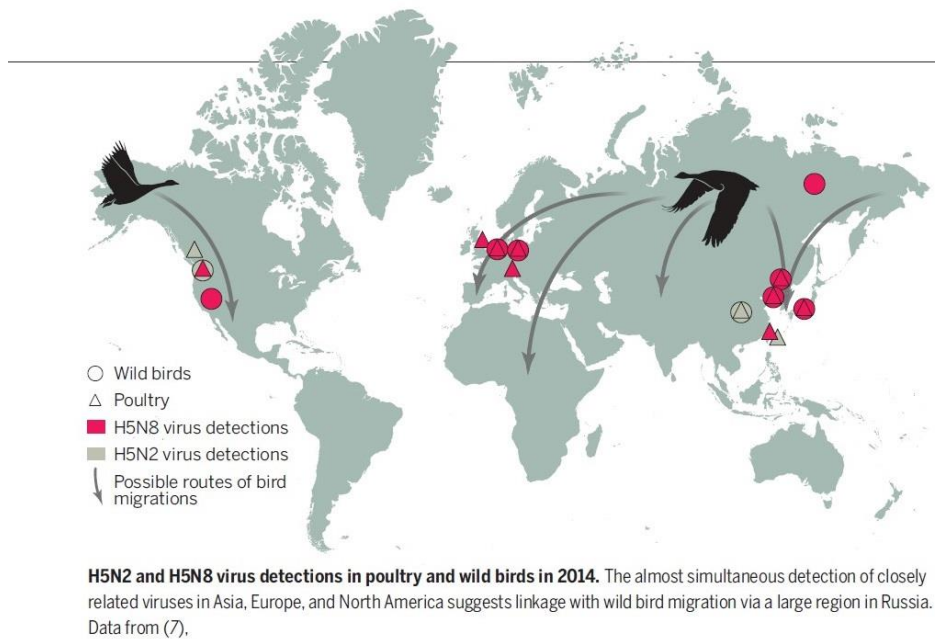 Wild birds
Poultry
H5N8 virus detections
H5N2 virus detections
Possible routes of bird
migrations
H5N2 and H5N8 virus detections in poultry and wild birds in 2014. The almost simultaneous detection of closely
related viruses in Asia, Europe, and North America suggests linkage with wild bird migration via a large region in Russia.
Data from (7),